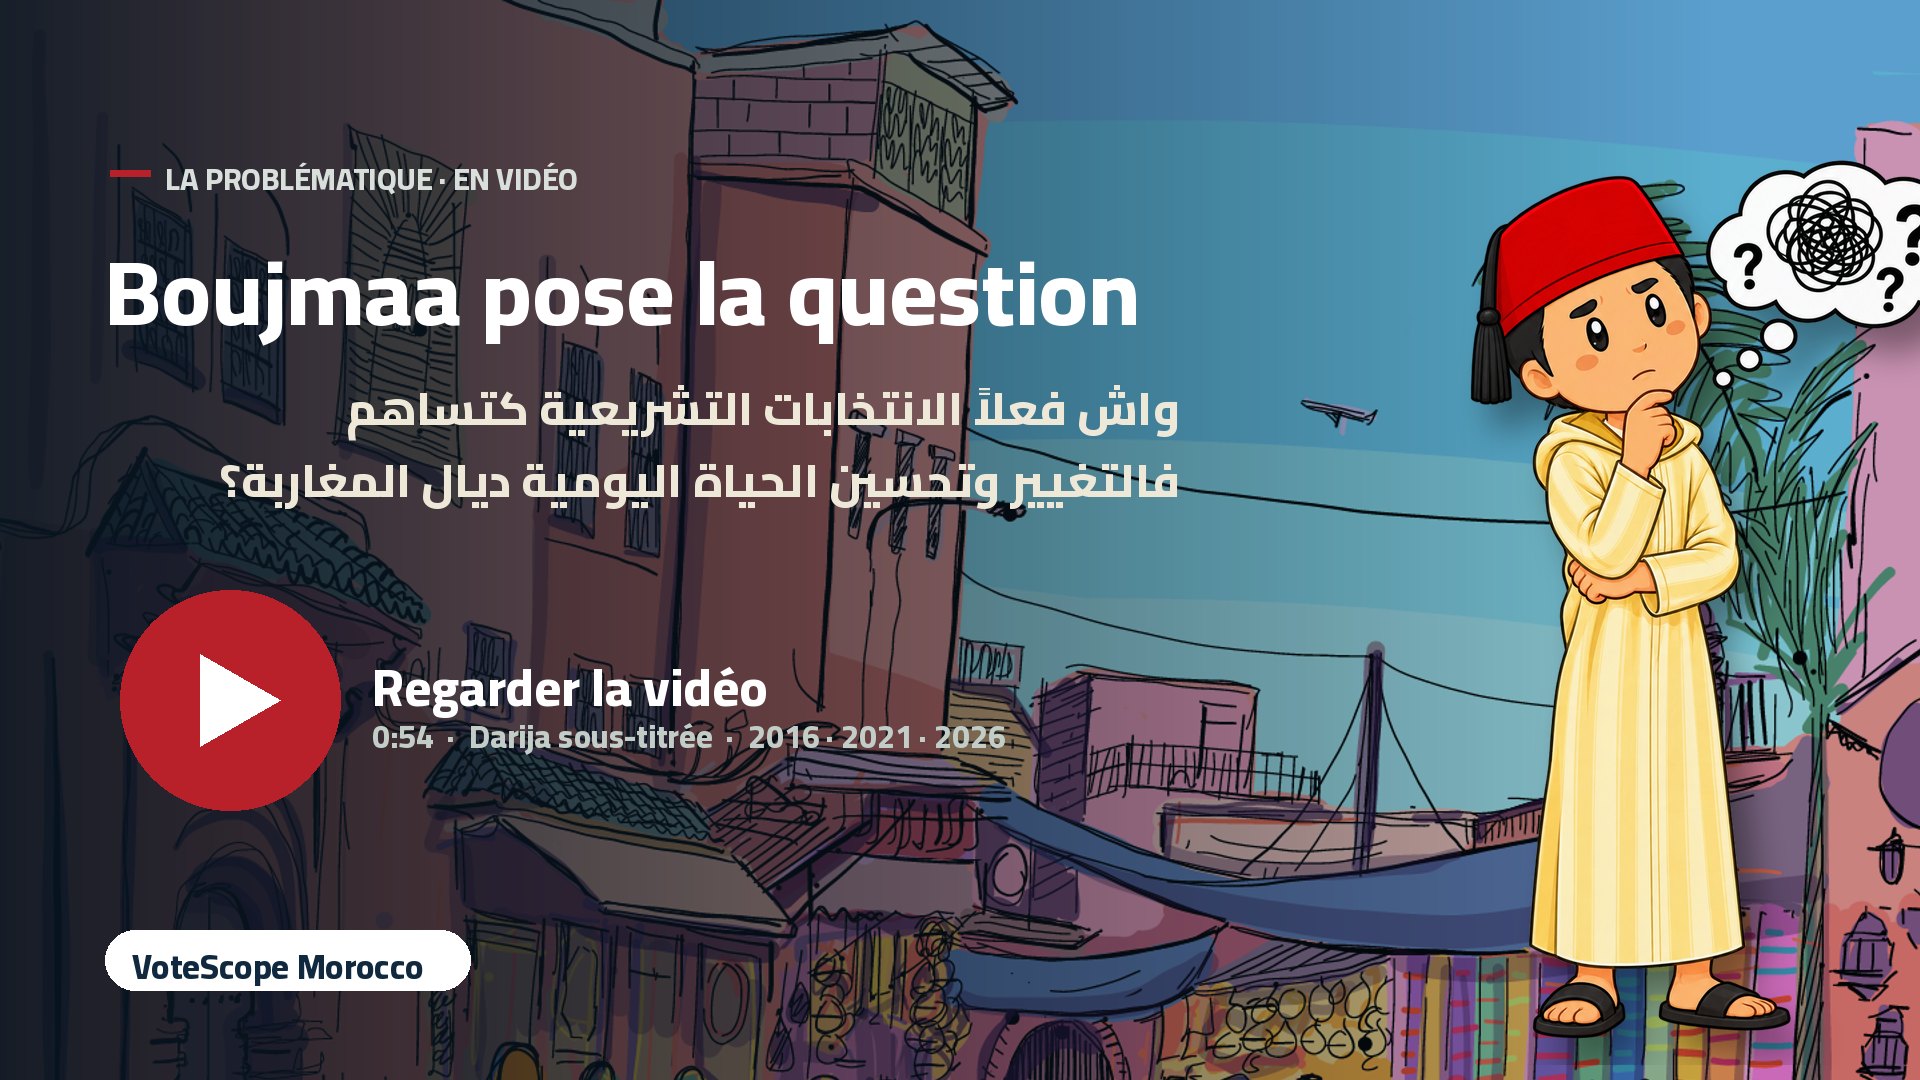 LA PROBLÉMATIQUE · EN VIDÉO
Boujmaa pose la question
واش فعلاً الانتخابات التشريعية كتساهم
فالتغيير وتحسين الحياة اليومية ديال المغاربة؟
? ? ?
Regarder la vidéo
0:54 · Darija sous-titrée · 2016 · 2021 · 2026
VoteScope Morocco